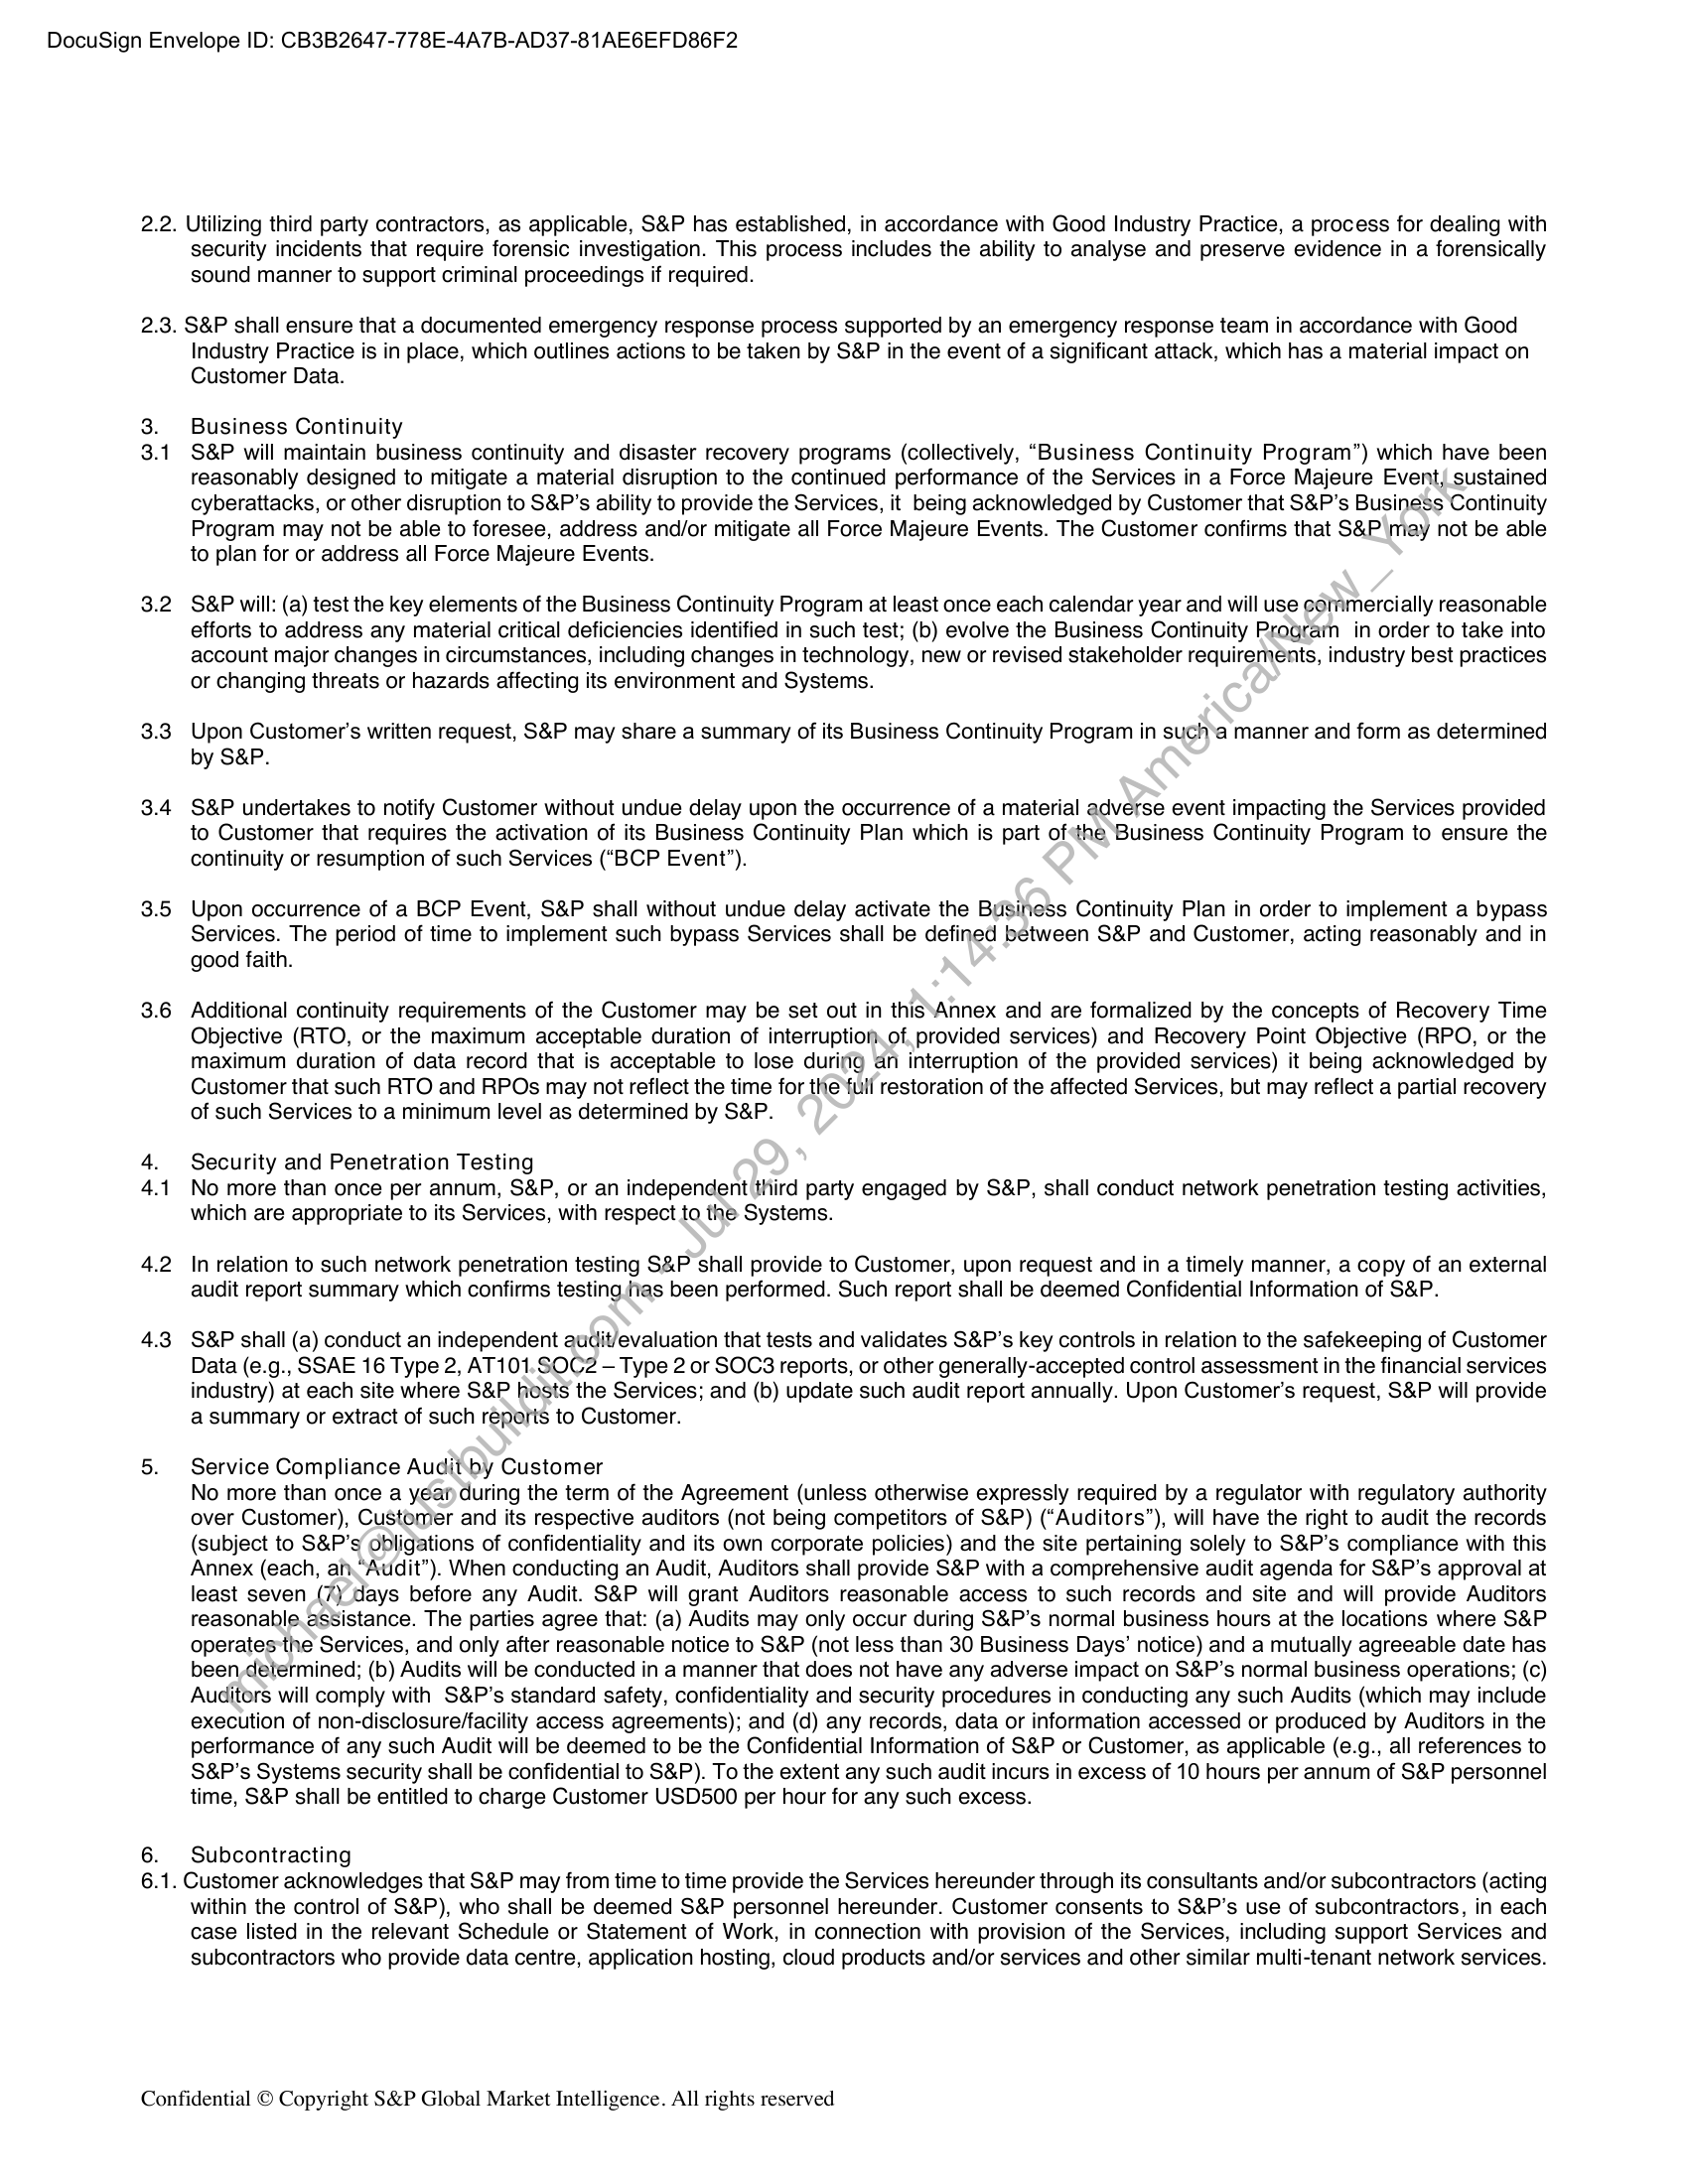 DocuSign Envelope ID: CB3B2647-778E-4A7B-AD37-81AE6EFD86F2
2.2. Utilizing third party contractors, as applicable, S&P has established, in accordance with Good Industry Practice, a process for dealing with
security incidents that require forensic investigation. This process includes the ability to analyse and preserve evidence in a forensically
sound manner to support criminal proceedings if required.
2.3. S&P shall ensure that a documented emergency response process supported by an emergency response team in accordance with Good
Industry Practice is in place, which outlines actions to be taken by S&P in the event of a significant attack, which has a material impact on
Customer Data.
3. Business Continuity
3.1 S&P will maintain business continuity and disaster recovery programs (collectively, “Business Continuity Program”) which have been
reasonably designed to mitigate a material disruption to the continued performance of the Services in a Force Majeure Event, sustained
cyberattacks, or other disruption to S&P’s ability to provide the Services, it being acknowledged by Customer that S&P’s Business Continuity
Program may not be able to foresee, address and/or mitigate all Force Majeure Events. The Customer confirms that S&P may not be able
to plan for or address all Force Majeure Events.
3.2 S&P will: (a) test the key elements of the Business Continuity Program at least once each calendar year and will use commercially reasonable
efforts to address any material critical deficiencies identified in such test; (b) evolve the Business Continuity Program in order to take into
account major changes in circumstances, including changes in technology, new or revised stakeholder requirements, industry best practices
or changing threats or hazards affecting its environment and Systems.
3.3 Upon Customer’s written request, S&P may share a summary of its Business Continuity Program in such a manner and form as determined
by S&P.
3.4 S&P undertakes to notify Customer without undue delay upon the occurrence of a material adverse event impacting the Services provided
to Customer that requires the activation of its Business Continuity Plan which is part of the Business Continuity Program to ensure the
continuity or resumption of such Services (“BCP Event”).
3.5 Upon occurrence of a BCP Event, S&P shall without undue delay activate the Business Continuity Plan in order to implement a bypass
Services. The period of time to implement such bypass Services shall be defined between S&P and Customer, acting reasonably and in
good faith.
3.6 Additional continuity requirements of the Customer may be set out in this Annex and are formalized by the concepts of Recovery Time
Objective (RTO, or the maximum acceptable duration of interruption of provided services) and Recovery Point Objective (RPO, or the
maximum duration of data record that is acceptable to lose during an interruption of the provided services) it being acknowledged by
Customer that such RTO and RPOs may not reflect the time for the full restoration of the affected Services, but may reflect a partial recovery
of such Services to a minimum level as determined by S&P.
4. Security and Penetration Testing
4.1 No more than once per annum, S&P, or an independent third party engaged by S&P, shall conduct network penetration testing activities,
which are appropriate to its Services, with respect to the Systems.
4.2 In relation to such network penetration testing S&P shall provide to Customer, upon request and in a timely manner, a copy of an external
audit report summary which confirms testing has been performed. Such report shall be deemed Confidential Information of S&P.
4.3 S&P shall (a) conduct an independent audit/evaluation that tests and validates S&P’s key controls in relation to the safekeeping of Customer
Data (e.g., SSAE 16 Type 2, AT101 SOC2 – Type 2 or SOC3 reports, or other generally-accepted control assessment in the financial services
industry) at each site where S&P hosts the Services; and (b) update such audit report annually. Upon Customer’s request, S&P will provide
a summary or extract of such reports to Customer.
5. Service Compliance Audit by Customer
No more than once a year during the term of the Agreement (unless otherwise expressly required by a regulator with regulatory authority
over Customer), Customer and its respective auditors (not being competitors of S&P) (“Auditors”), will have the right to audit the records
(subject to S&P’s obligations of confidentiality and its own corporate policies) and the site pertaining solely to S&P’s compliance with this
Annex (each, an “Audit”). When conducting an Audit, Auditors shall provide S&P with a comprehensive audit agenda for S&P’s approval at
least seven (7) days before any Audit. S&P will grant Auditors reasonable access to such records and site and will provide Auditors
reasonable assistance. The parties agree that: (a) Audits may only occur during S&P’s normal business hours at the locations where S&P
operates the Services, and only after reasonable notice to S&P (not less than 30 Business Days’ notice) and a mutually agreeable date has
been determined; (b) Audits will be conducted in a manner that does not have any adverse impact on S&P’s normal business operations; (c)
Auditors will comply with S&P’s standard safety, confidentiality and security procedures in conducting any such Audits (which may include
execution of non-disclosure/facility access agreements); and (d) any records, data or information accessed or produced by Auditors in the
performance of any such Audit will be deemed to be the Confidential Information of S&P or Customer, as applicable (e.g., all references to
S&P’s Systems security shall be confidential to S&P). To the extent any such audit incurs in excess of 10 hours per annum of S&P personnel
time, S&P shall be entitled to charge Customer USD500 per hour for any such excess.
6. Subcontracting
6.1. Customer acknowledges that S&P may from time to time provide the Services hereunder through its consultants and/or subcontractors (acting
within the control of S&P), who shall be deemed S&P personnel hereunder. Customer consents to S&P’s use of subcontractors, in each
case listed in the relevant Schedule or Statement of Work, in connection with provision of the Services, including support Services and
subcontractors who provide data centre, application hosting, cloud products and/or services and other similar multi-tenant network services.
michael@justbuildit.com - Jul 29, 2024, 1:14:36 PM America/New_York
Confidential © Copyright S&P Global Market Intelligence. All rights reserved